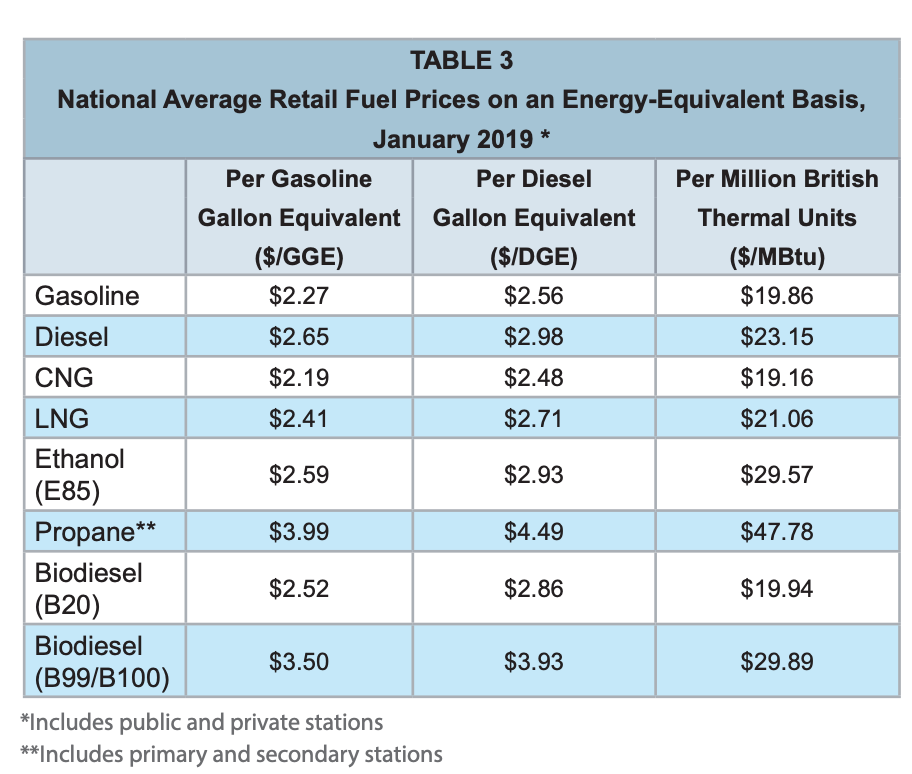 TABLE 3
National Average Retail Fuel Prices on an Energy-Equivalent Basis,
January 2019 *
Per Gasoline
Gallon Equivalent
($/GGE)
Per Diesel
Gallon Equivalent
($/DGE)
Per Million British
Thermal Units
($/MBtu)
Gasoline $2.27 $2.56 $19.86
Diesel $2.65 $2.98 $23.15
CNG $2.19 $2.48 $19.16
LNG $2.41 $2.71 $21.06
Ethanol
(E85) $2.59 $2.93 $29.57
Propane** $3.99 $4.49 $47.78
Biodiesel
(B20) $2.52 $2.86 $19.94
Biodiesel
(B99/B100) $3.50 $3.93 $29.89
*Includes public and private stations
**Includes primary and secondary stations